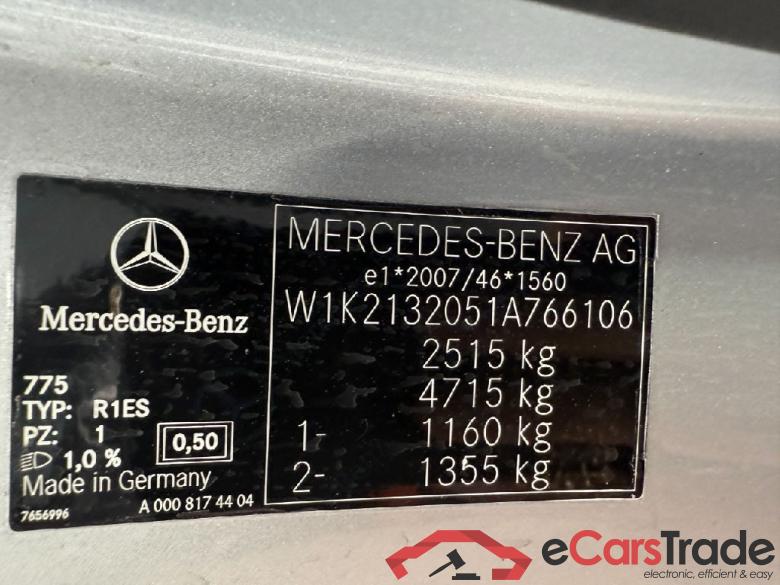 MERCEDES-BENZ AG
e1*2007/46*1560
W1K2132051A766106
2515 kg
4715 kg
1- 1160 kg
2- 1355 kg
Mercedes-Benz
775
TYP: R1ES
PZ: 1 0,50
1,0 %
Made in Germany
7656996 A 000 817 44 04
eCarsTrade
electronic, efficient & easy